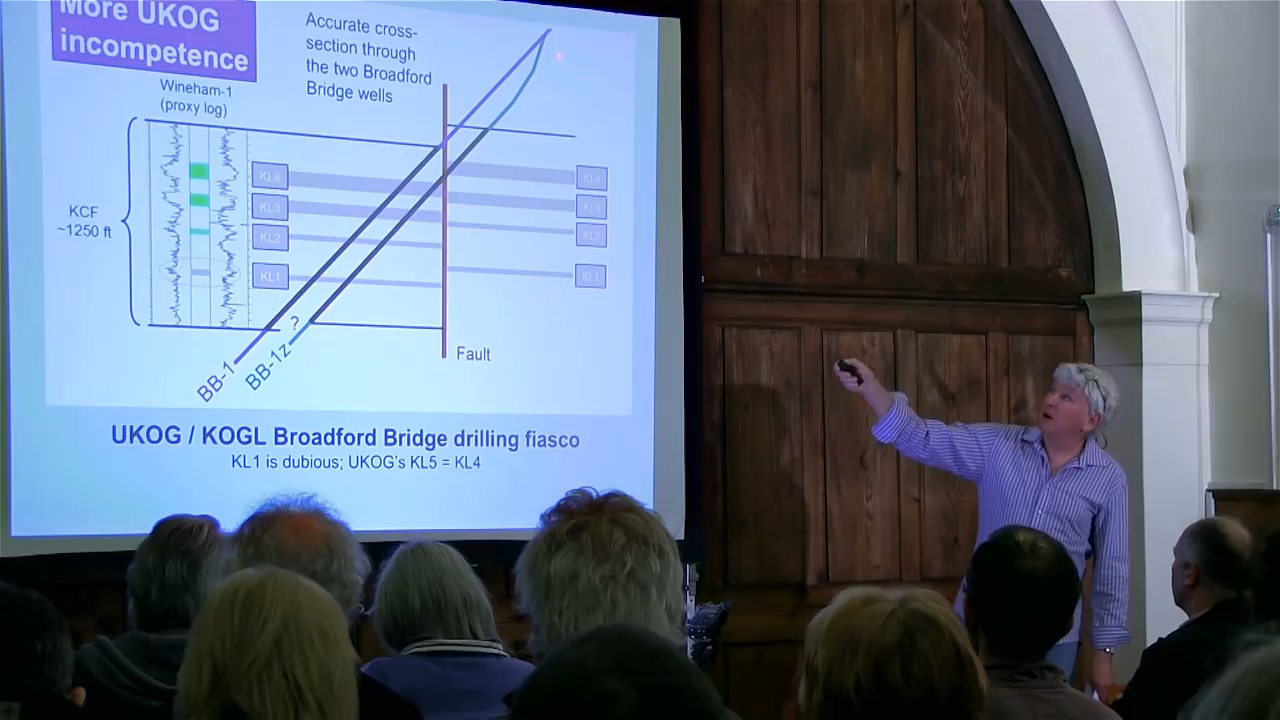 More UKOG
incompetence
Accurate cross-
section through
the two Broadford
Bridge wells
Wineham-1
(proxy log)
KCF
~1250 ft
KL4
KL3
KL2
KL1
KL4
KL3
KL2
KL1
?
BB-1
BB-1z
Fault
UKOG / KOGL Broadford Bridge drilling fiasco
KL1 is dubious; UKOG's KL5 = KL4